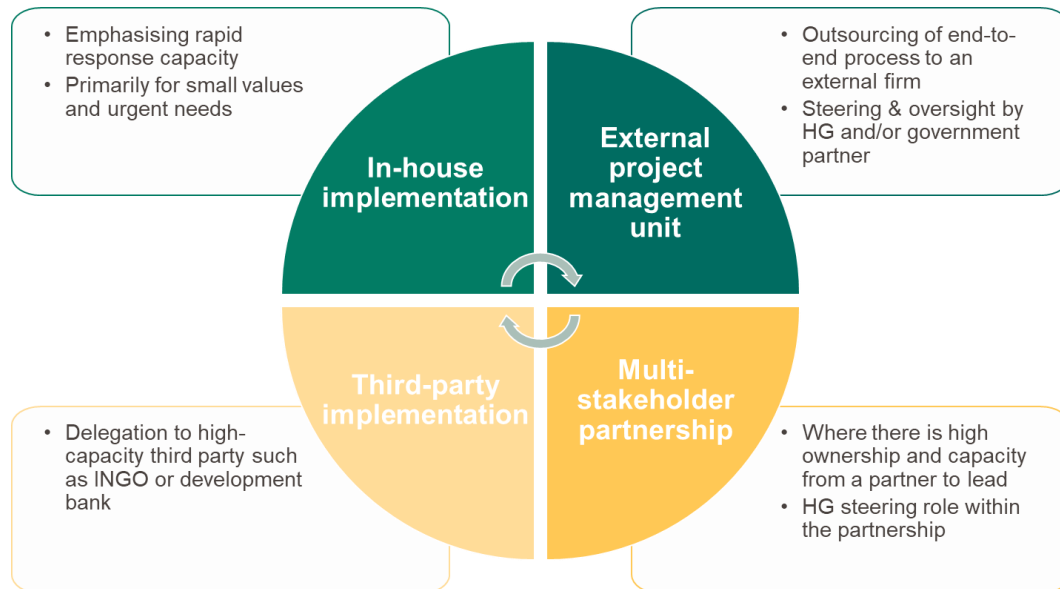 • Emphasising rapid
response capacity
• Primarily for small values
and urgent needs
• Outsourcing of end-to-
end process to an
external firm
• Steering & oversight by
HG and/or government
partner
In-house
implementation
External
project
management
unit
Third-party
implementation
Multi-
stakeholder
partnership
• Delegation to high-
capacity third party such
as INGO or development
bank
• Where there is high
ownership and capacity
from a partner to lead
• HG steering role within
the partnership